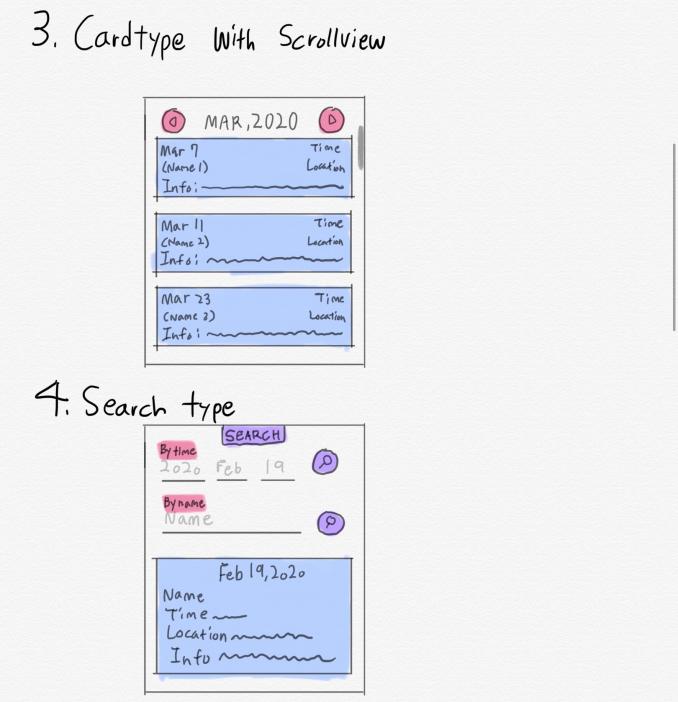 3. Cardtype With Scrollview
MAR,2020
Mar 7 Time
(Name 1) Location
Info:
Mar 11 Time
(Name 2) Location
Info:
Mar 23 Time
(Name 3) Location
Info:
4. Search type
SEARCH
By time
2020 Feb 19
By name
Name
Feb 19,2020
Name
Time
Location
Info